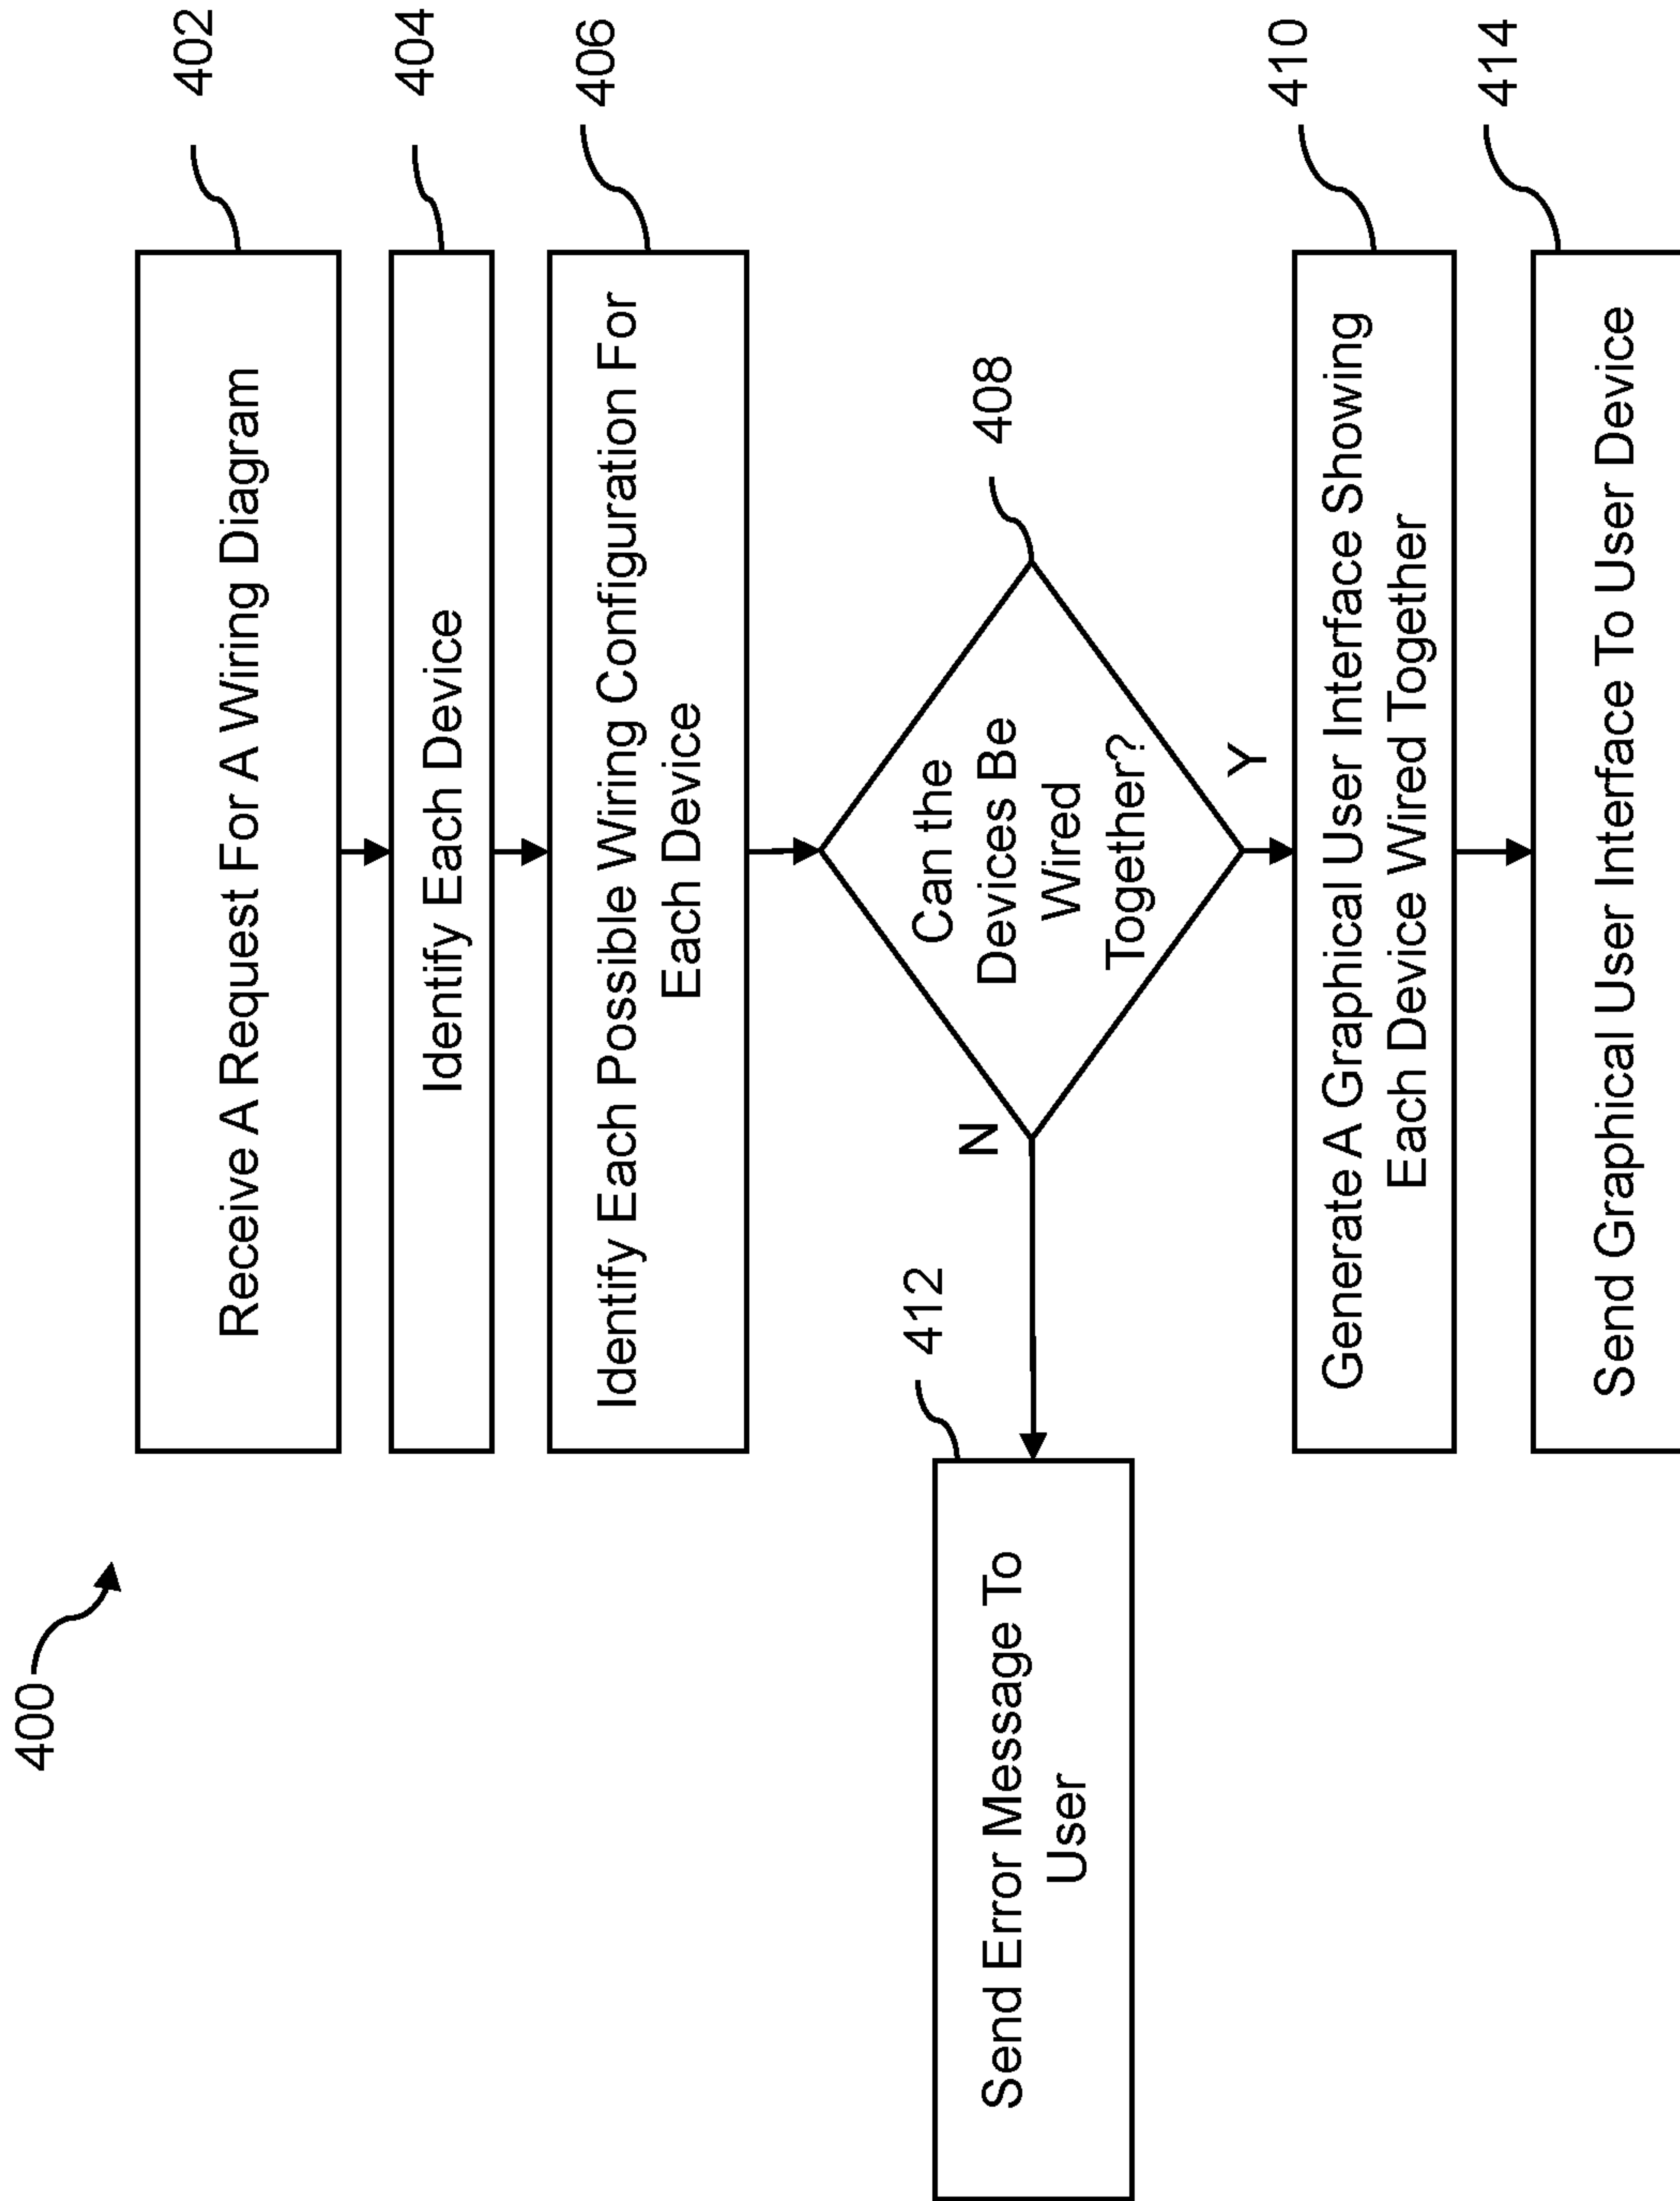 400
402
Receive A Request For A Wiring Diagram
404
Identify Each Device
406
Identify Each Possible Wiring Configuration For
Each Device
408
Can the
Devices Be
Wired
Together?
N
Y
412
Send Error Message To
User
410
Generate A Graphical User Interface Showing
Each Device Wired Together
414
Send Graphical User Interface To User Device